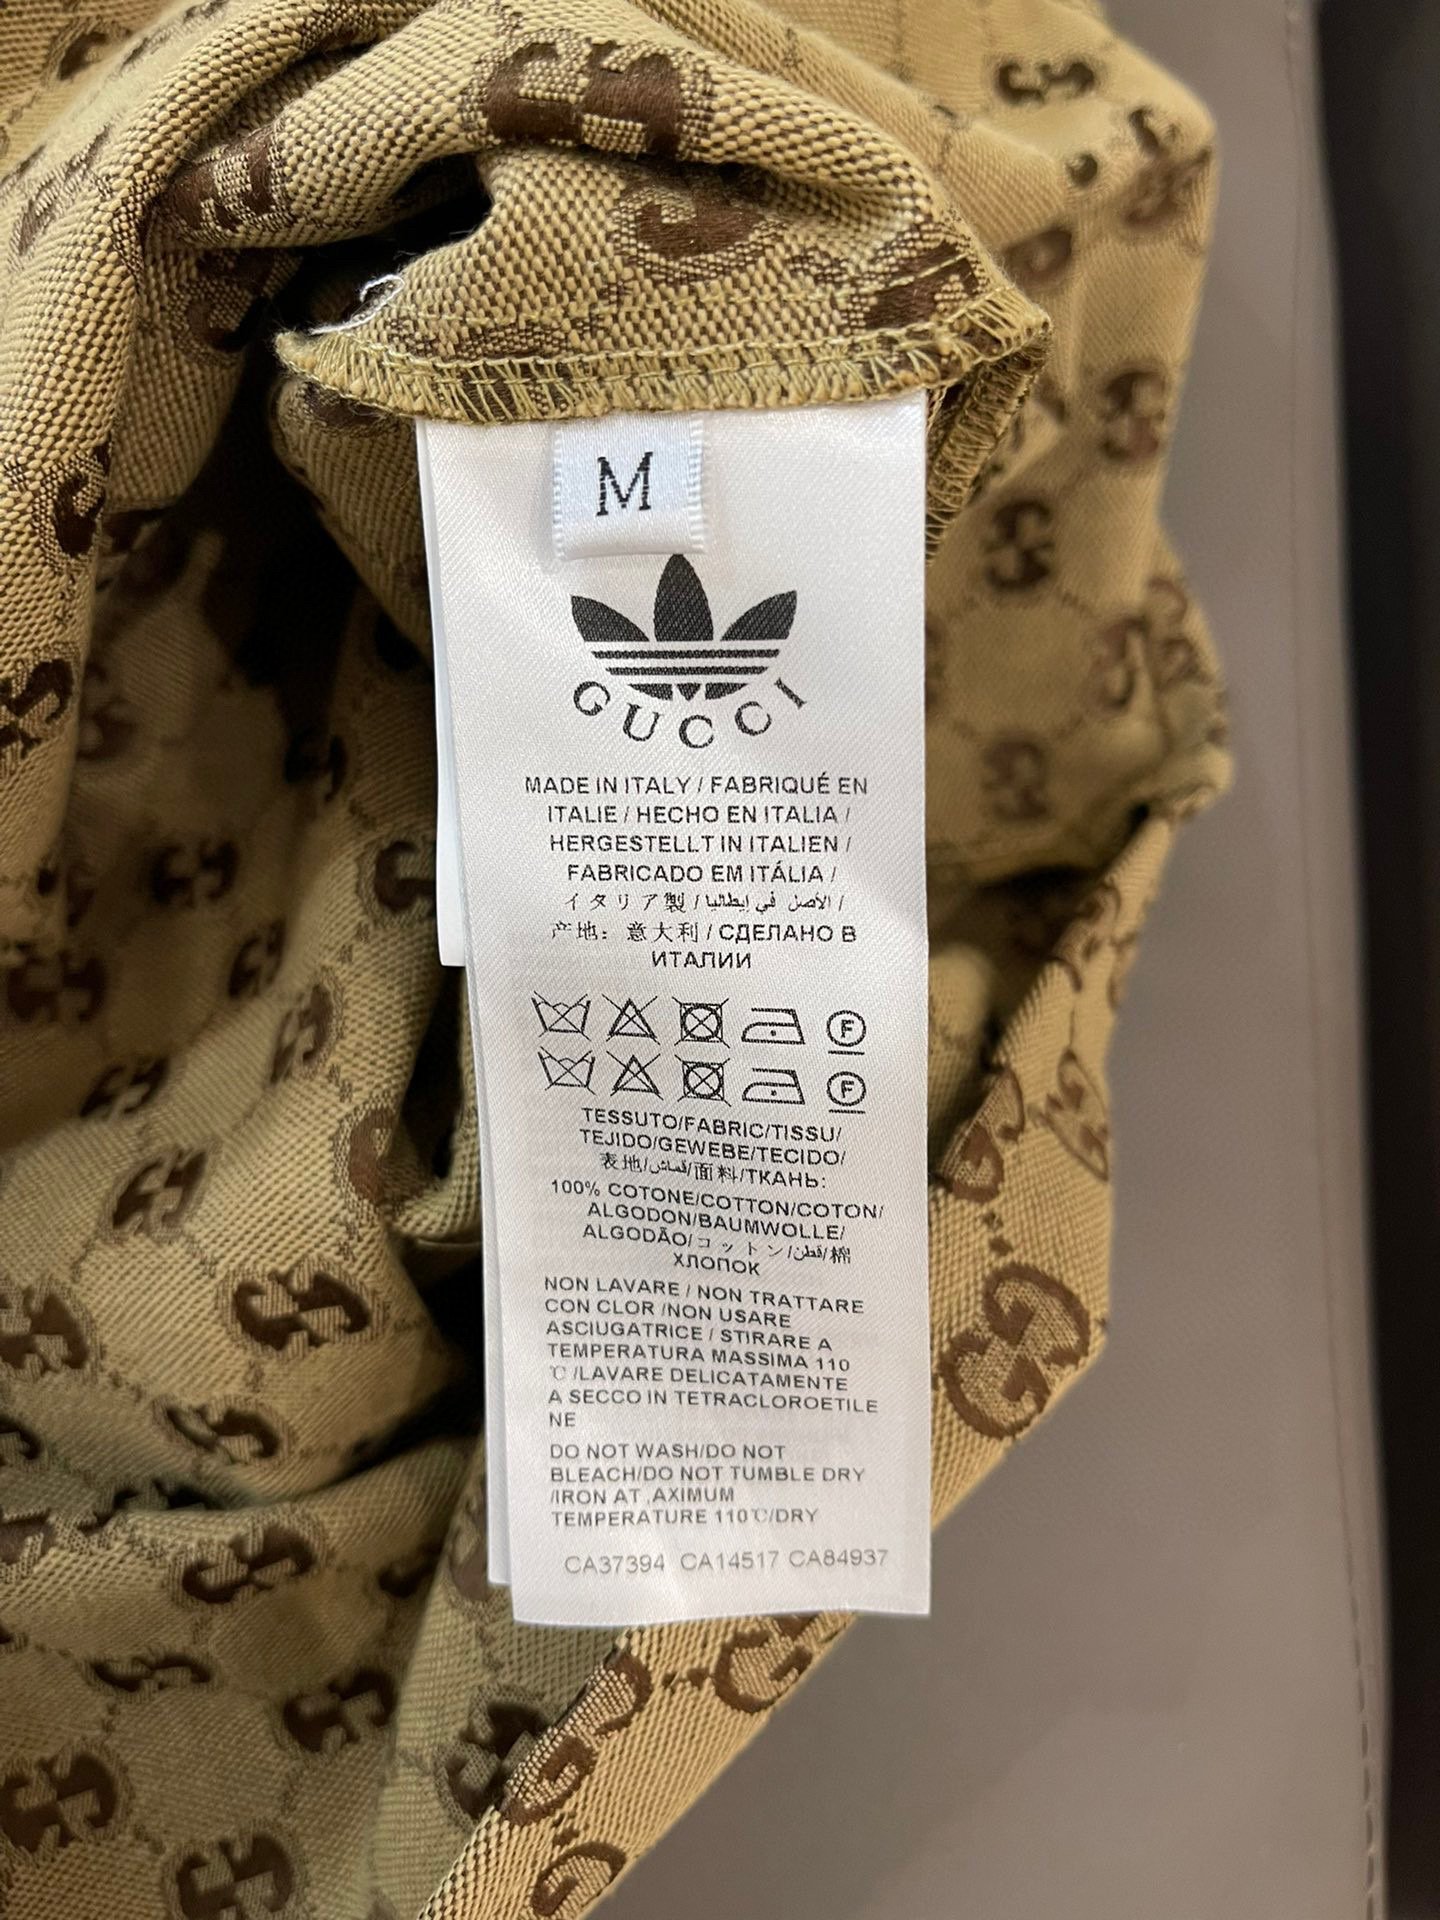 M
GUCCI
MADE IN ITALY / FABRIQUÉ EN
ITALIE / HECHO EN ITALIA /
HERGESTELLT IN ITALIEN /
FABRICADO EM ITÁLIA /
イタリア製 / الأصل في إيطاليا /
产地: 意大利 / СДЕЛАНО В
ИТАЛИИ
F
F
TESSUTO/FABRIC/TISSU/
TEJIDO/GEWEBE/TECIDO/
表地/قماش/面料/ТКАНЬ:
100% COTONE/COTTON/COTON/
ALGODON/BAUMWOLLE/
ALGODÃO/コットン/قطن/棉
ХЛОПОК
NON LAVARE / NON TRATTARE
CON CLOR /NON USARE
ASCIUGATRICE / STIRARE A
TEMPERATURA MASSIMA 110
℃/LAVARE DELICATAMENTE
A SECCO IN TETRACLOROETILE
NE
DO NOT WASH/DO NOT
BLEACH/DO NOT TUMBLE DRY
/IRON AT ,AXIMUM
TEMPERATURE 110℃/DRY
CA37394 CA14517 CA84937